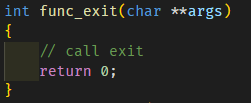 int func_exit(char **args)
{
    // call exit
    return 0;
}